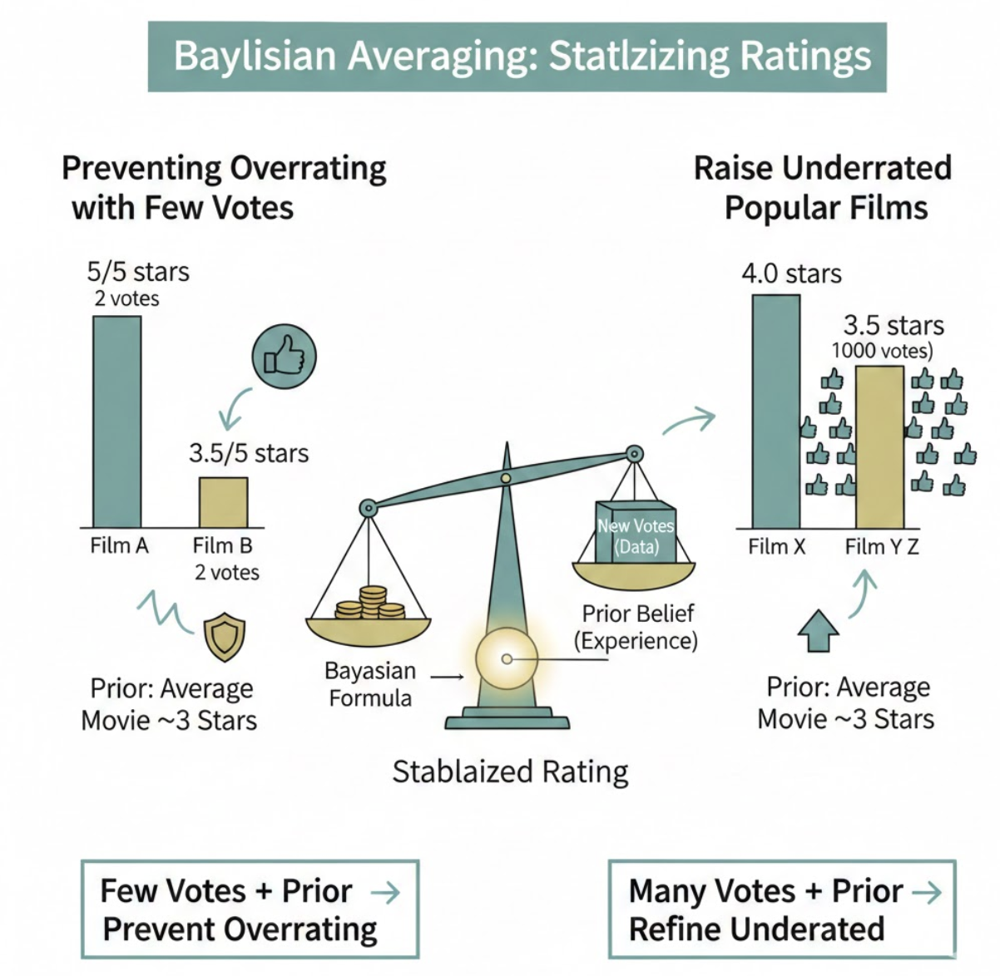 Baylisian Averaging: Statlzizing Ratings
Preventing Overrating
with Few Votes
5/5 stars
2 votes
3.5/5 stars
Film A
Film B
2 votes
Prior: Average
Movie ~3 Stars
New Votes
(Data)
Prior Belief
(Experience)
Bayasian
Formula
Stablaized Rating
Raise Underrated
Popular Films
4.0 stars
3.5 stars
1000 votes)
Film X
Film Y Z
Prior: Average
Movie ~3 Stars
Few Votes + Prior →
Prevent Overrating
Many Votes + Prior →
Refine Underated